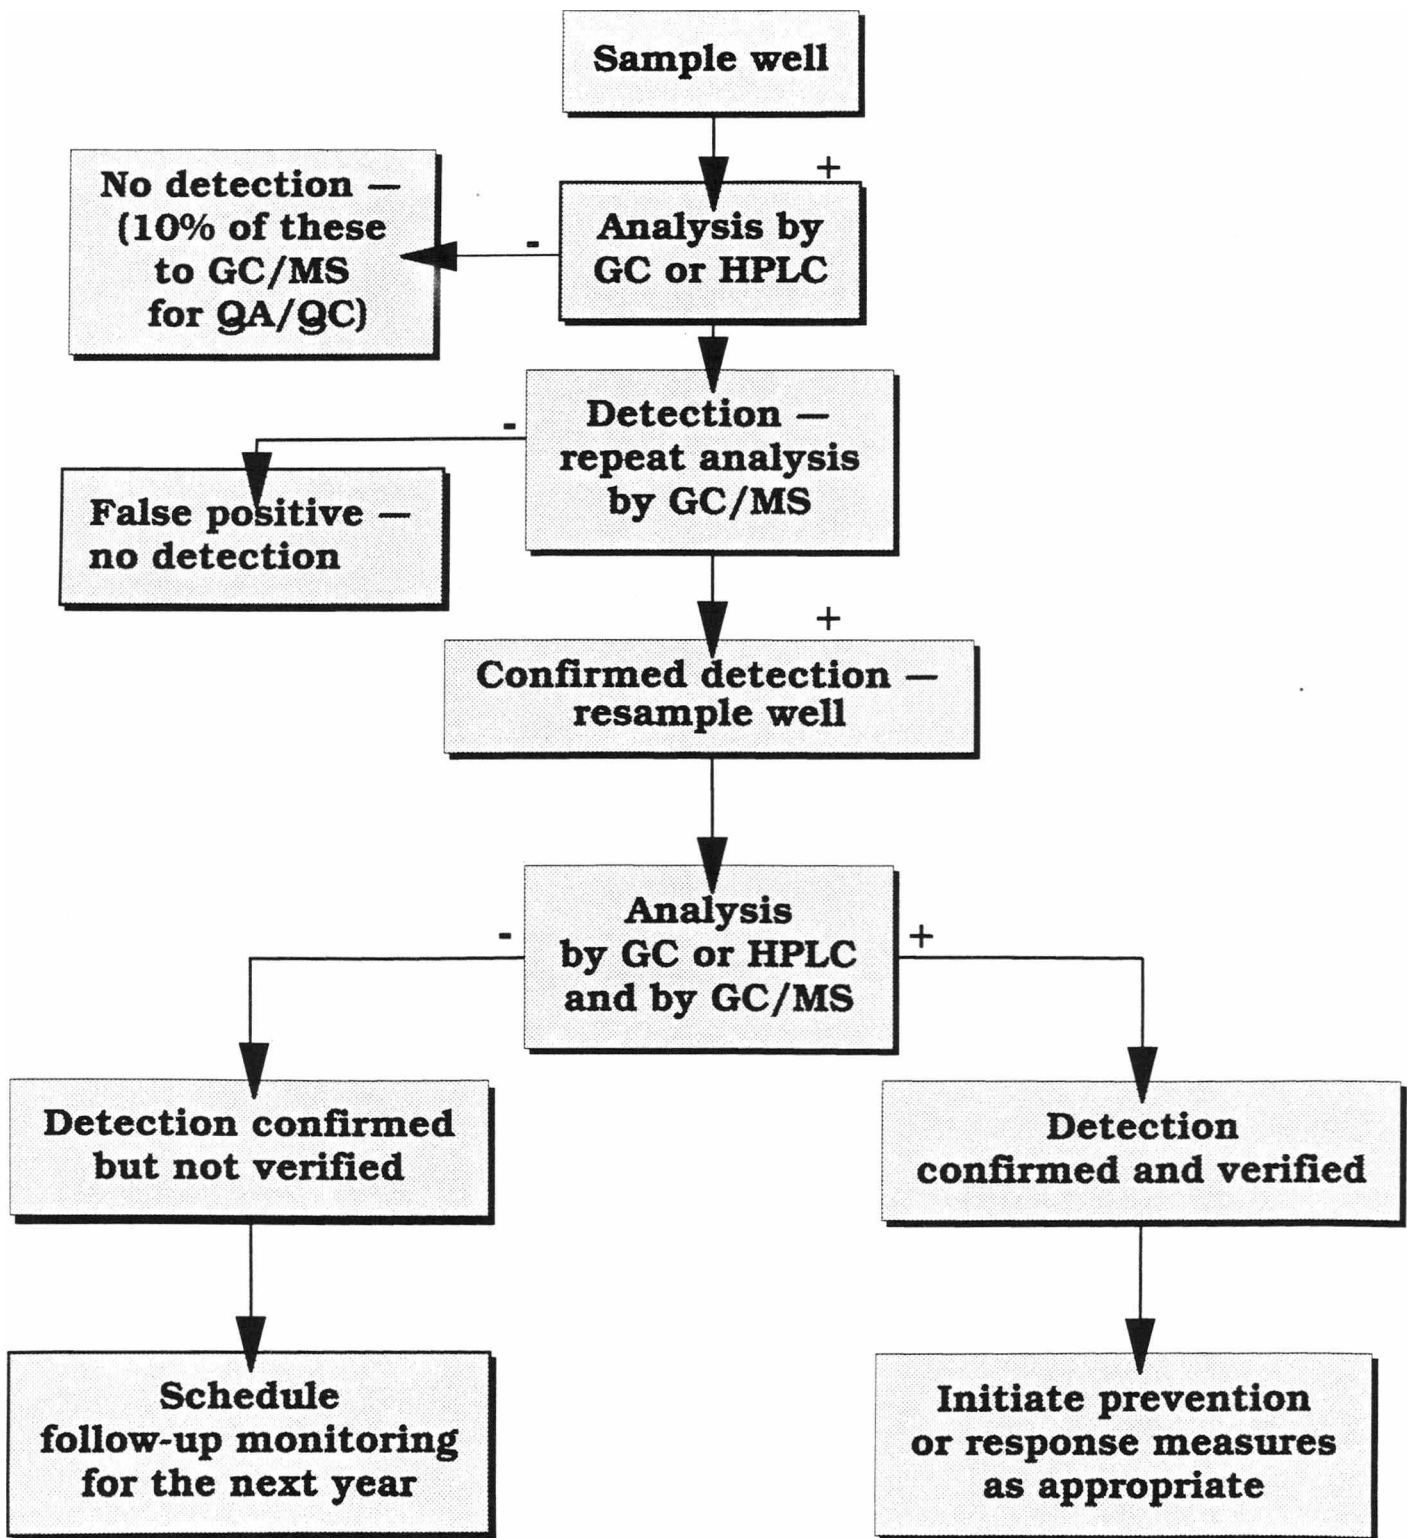 Sample well
+
No detection —
(10% of these
to GC/MS
for QA/QC)
-
Analysis by
GC or HPLC
-
Detection —
repeat analysis
by GC/MS
False positive —
no detection
+
Confirmed detection —
resample well
-
Analysis
by GC or HPLC
and by GC/MS
+
Detection confirmed
but not verified
Detection
confirmed and verified
Schedule
follow-up monitoring
for the next year
Initiate prevention
or response measures
as appropriate